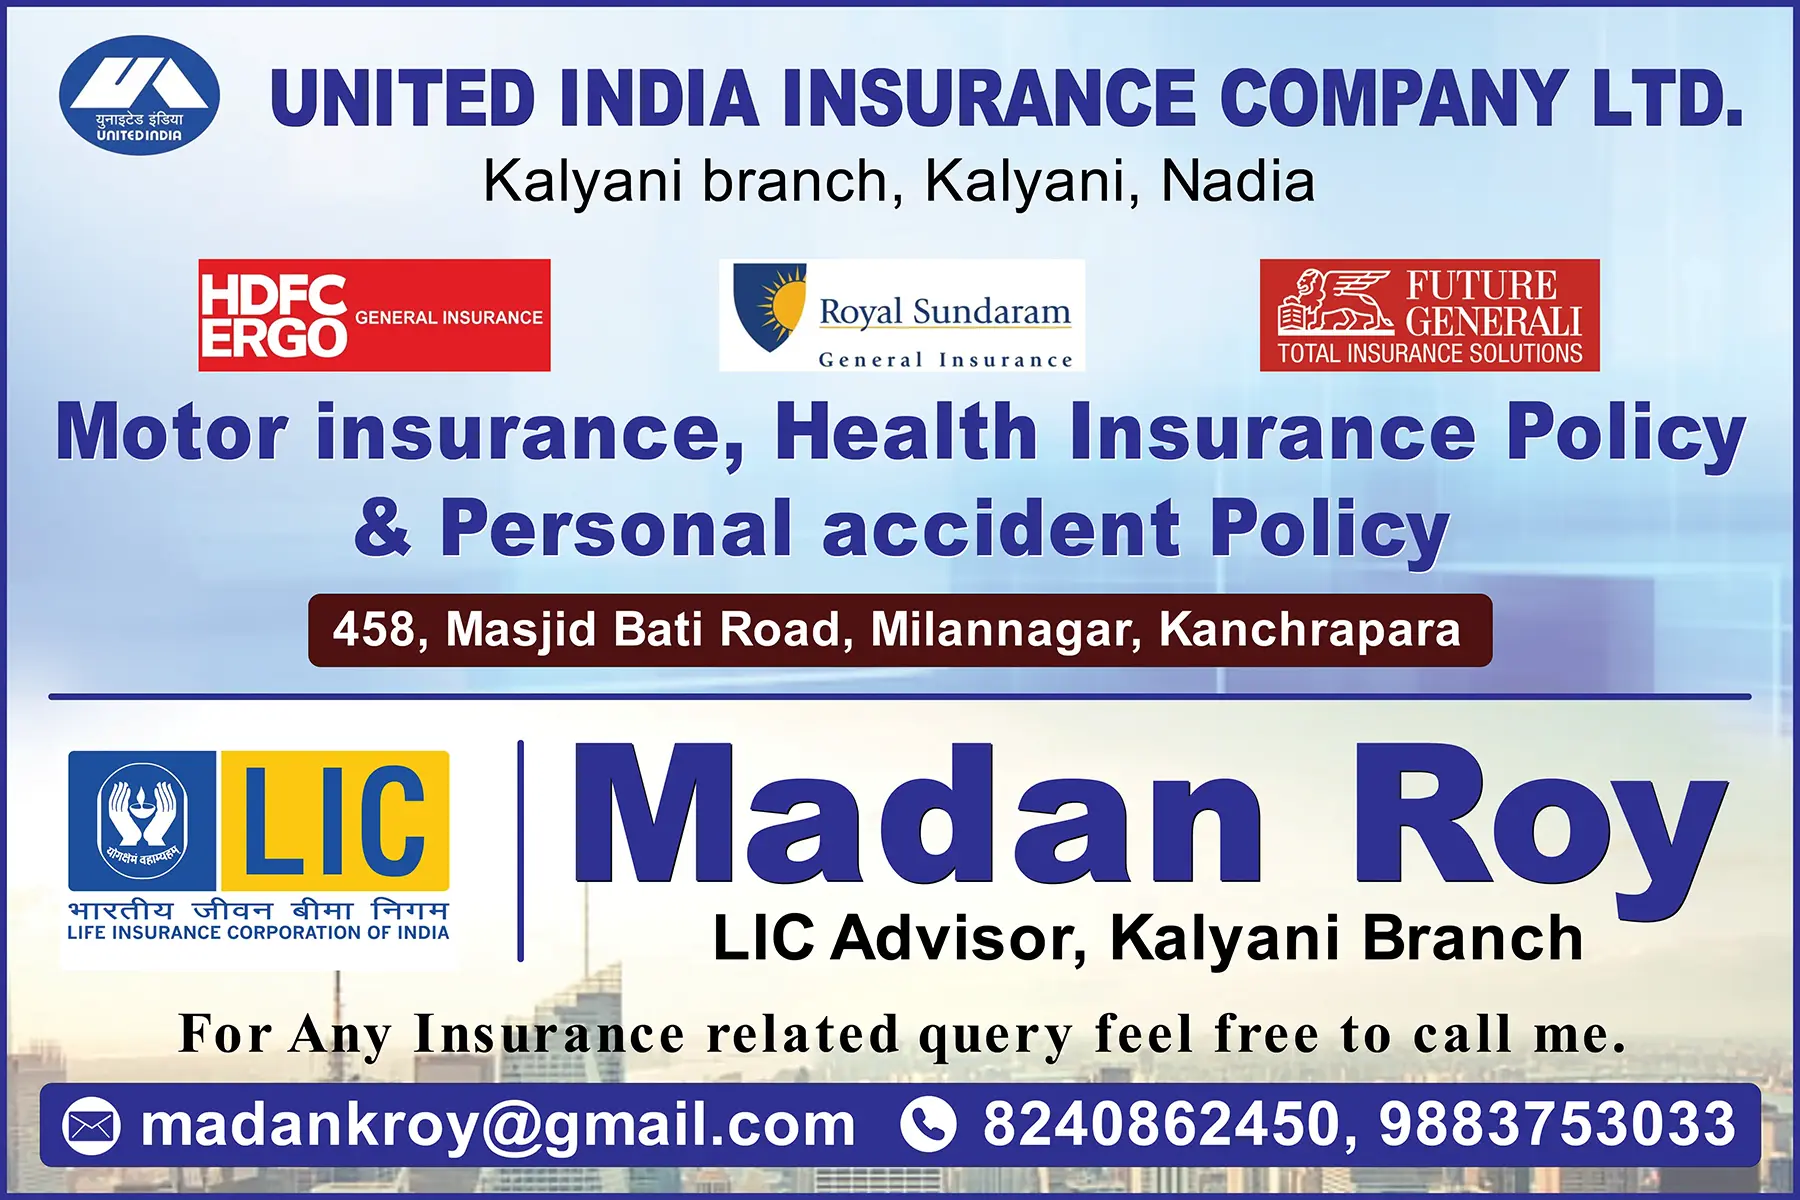 UNITED INDIA INSURANCE COMPANY LTD.
युनाइटेड इंडिया
UNITED INDIA
Kalyani branch, Kalyani, Nadia
HDFC
ERGO
GENERAL INSURANCE
Royal Sundaram
General Insurance
FUTURE
GENERALI
TOTAL INSURANCE SOLUTIONS
Motor insurance, Health Insurance Policy
& Personal accident Policy
458, Masjid Bati Road, Milannagar, Kanchrapara
योगक्षेमं वहाम्यहम्
LIC
भारतीय जीवन बीमा निगम
LIFE INSURANCE CORPORATION OF INDIA
Madan Roy
LIC Advisor, Kalyani Branch
For Any Insurance related query feel free to call me.
madankroy@gmail.com
8240862450, 9883753033